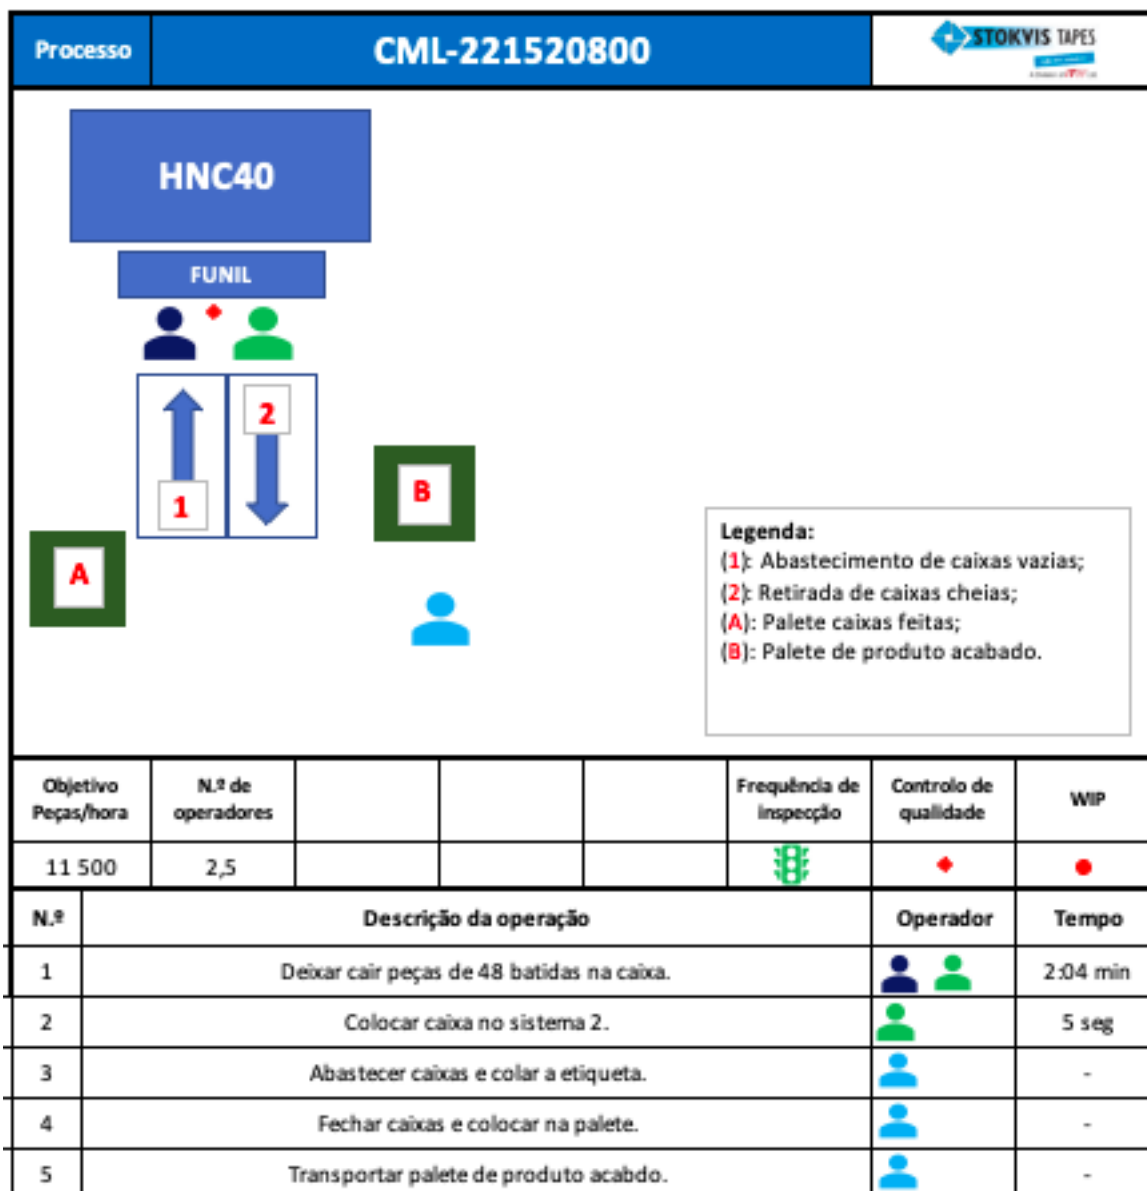 Processo
CML-221520800
STOKVIS TAPES
HNC40
FUNIL
2
1
B
A
Legenda:
(1): Abastecimento de caixas vazias;
(2): Retirada de caixas cheias;
(A): Palete caixas feitas;
(B): Palete de produto acabado.
Objetivo Peças/hora
N.º de operadores
Frequência de inspecção
Controlo de qualidade
WIP
11 500
2,5
N.º
Descrição da operação
Operador
Tempo
1
Deixar cair peças de 48 batidas na caixa.
2:04 min
2
Colocar caixa no sistema 2.
5 seg
3
Abastecer caixas e colar a etiqueta.
-
4
Fechar caixas e colocar na palete.
-
5
Transportar palete de produto acabdo.
-